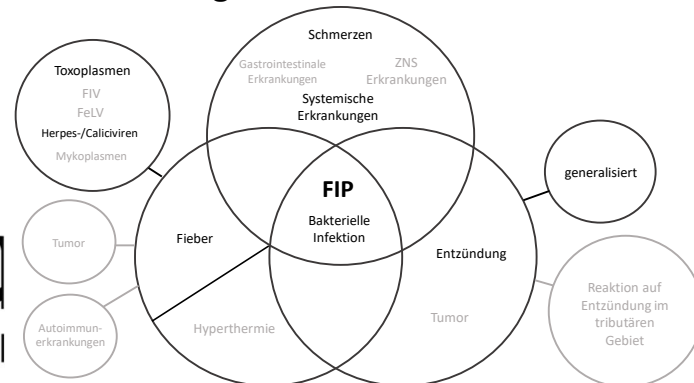 Schmerzen
Gastrointestinale
Erkrankungen
ZNS
Erkrankungen
Systemische
Erkrankungen
Toxoplasmen
FIV
FeLV
Herpes-/Caliciviren
Mykoplasmen
generalisiert
FIP
Bakterielle
Infektion
Fieber
Tumor
Entzündung
Reaktion auf
Entzündung im
tributären
Gebiet
Hyperthermie
Tumor
Autoimmun-
erkrankungen